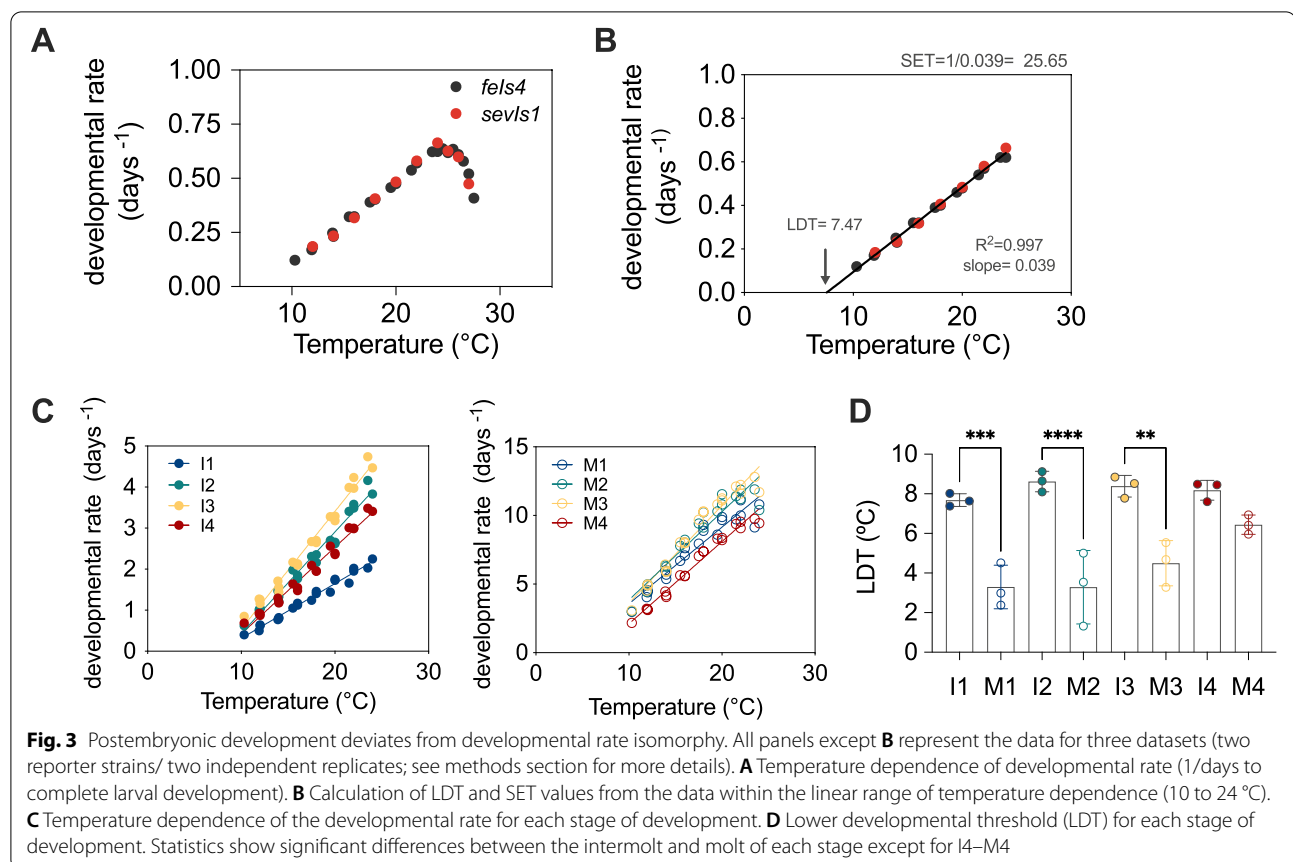 A
developmental rate
(days -1)
1.00
0.75
0.50
0.25
0.00
10
20
30
Temperature (°C)
feIs4
sevIs1
B
SET=1/0.039= 25.65
developmental rate
(days -1)
1.0
0.8
0.6
0.4
0.2
0.0
0
10
20
30
Temperature (°C)
LDT= 7.47
R2=0.997
slope= 0.039
C
developmental rate (days -1)
5
4
3
2
1
0
0
10
20
30
Temperature (°C)
I1
I2
I3
I4
developmental rate (days -1)
15
10
5
0
0
10
20
30
Temperature (°C)
M1
M2
M3
M4
D
LDT (ºC)
10
8
6
4
2
0
***
****
**
I1 M1 I2 M2 I3 M3 I4 M4
Fig. 3 Postembryonic development deviates from developmental rate isomorphy. All panels except B represent the data for three datasets (two
reporter strains/ two independent replicates; see methods section for more details). A Temperature dependence of developmental rate (1/days to
complete larval development). B Calculation of LDT and SET values from the data within the linear range of temperature dependence (10 to 24 °C).
C Temperature dependence of the developmental rate for each stage of development. D Lower developmental threshold (LDT) for each stage of
development. Statistics show significant differences between the intermolt and molt of each stage except for I4–M4